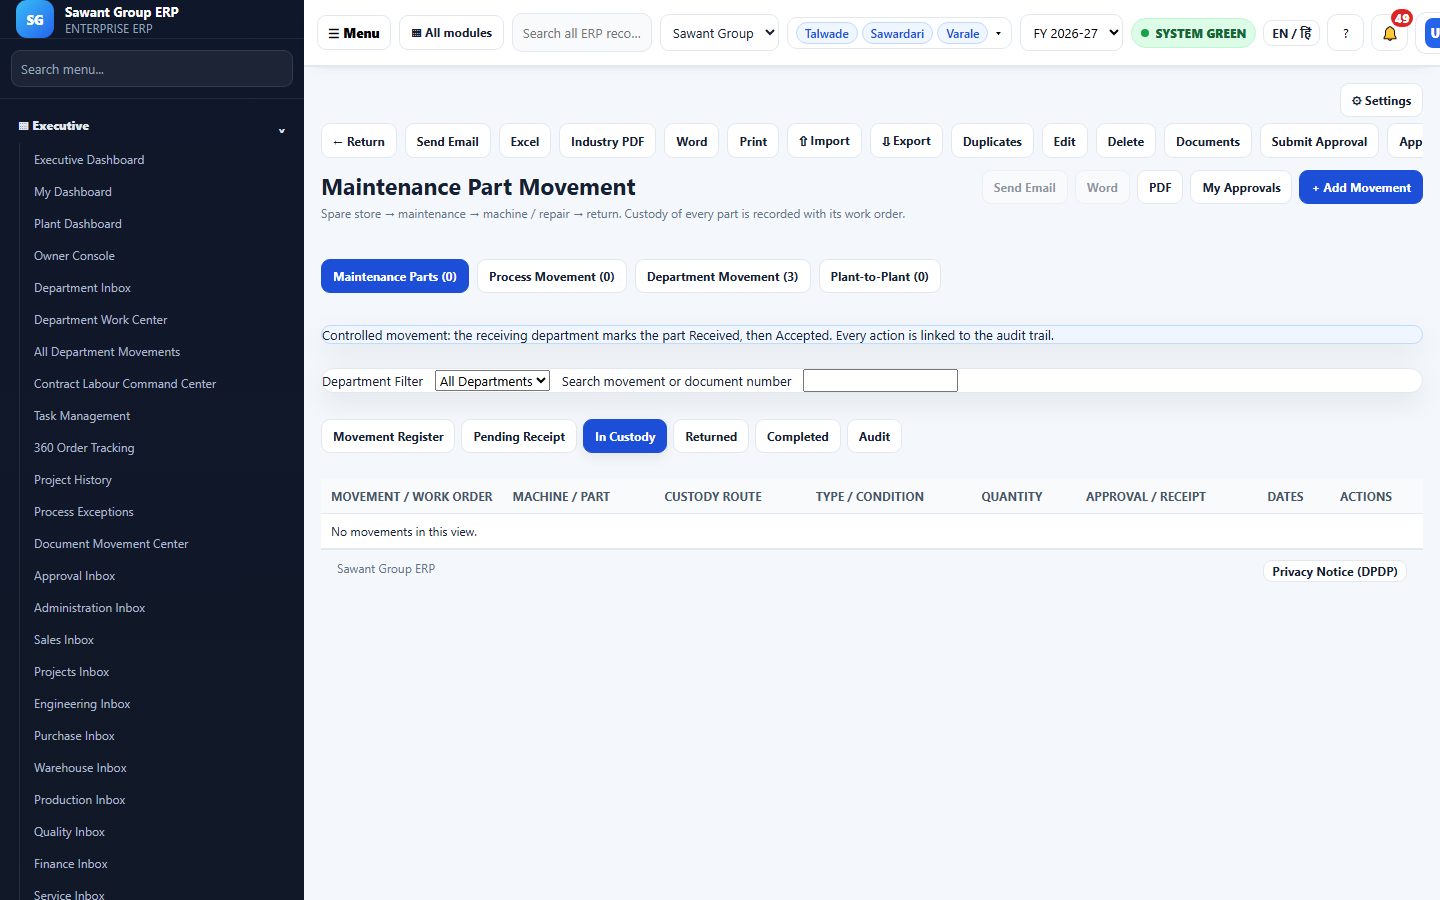 SG
Sawant Group ERP
ENTERPRISE ERP
Search menu...
Executive
Executive Dashboard
My Dashboard
Plant Dashboard
Owner Console
Department Inbox
Department Work Center
All Department Movements
Contract Labour Command Center
Task Management
360 Order Tracking
Project History
Process Exceptions
Document Movement Center
Approval Inbox
Administration Inbox
Sales Inbox
Projects Inbox
Engineering Inbox
Purchase Inbox
Warehouse Inbox
Production Inbox
Quality Inbox
Finance Inbox
Service Inbox
☰ Menu All modules Search all ERP reco... Sawant Group Talwade Sawardari Varale FY 2026-27 SYSTEM GREEN EN / हिं ? 49 U
⚙ Settings
← Return Send Email Excel Industry PDF Word Print ⇧ Import ⇩ Export Duplicates Edit Delete Documents Submit Approval App
Maintenance Part Movement Send Email Word PDF My Approvals + Add Movement
Spare store → maintenance → machine / repair → return. Custody of every part is recorded with its work order.
Maintenance Parts (0) Process Movement (0) Department Movement (3) Plant-to-Plant (0)
Controlled movement: the receiving department marks the part Received, then Accepted. Every action is linked to the audit trail.
Department Filter All Departments Search movement or document number
Movement Register Pending Receipt In Custody Returned Completed Audit
MOVEMENT / WORK ORDER MACHINE / PART CUSTODY ROUTE TYPE / CONDITION QUANTITY APPROVAL / RECEIPT DATES ACTIONS
No movements in this view.
Sawant Group ERP Privacy Notice (DPDP)